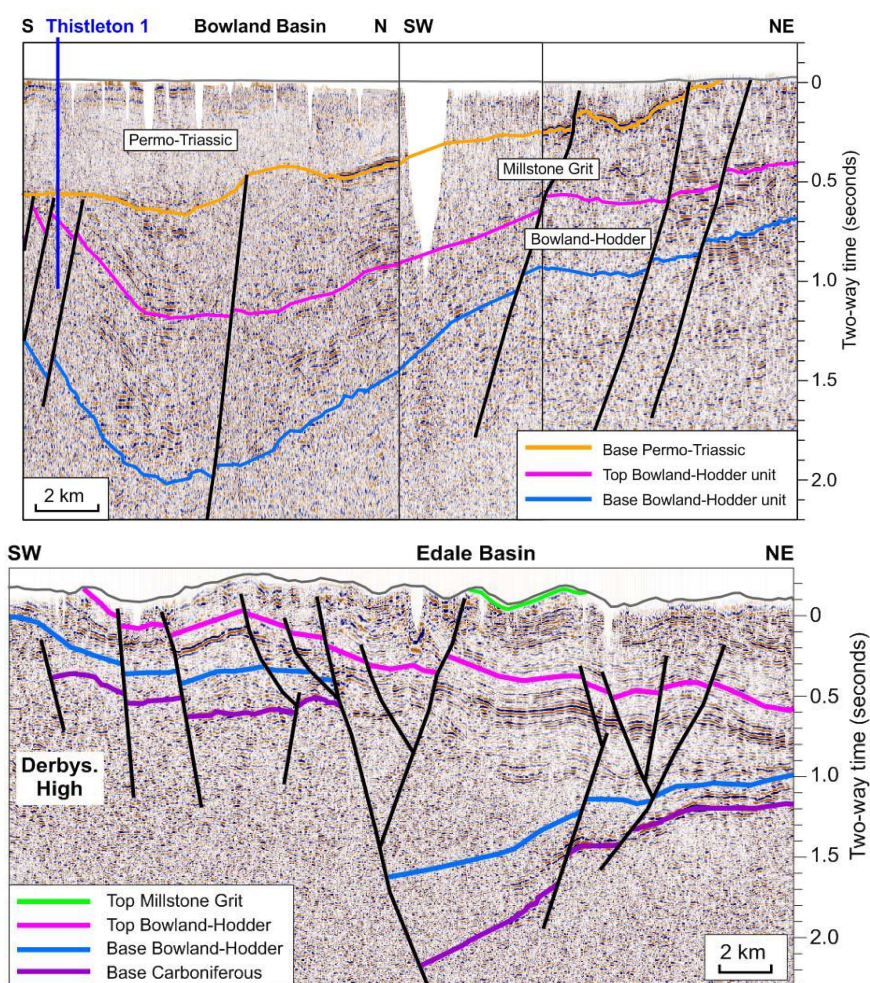 S Thistleton 1 Bowland Basin N SW NE
Permo-Triassic
Millstone Grit
Bowland-Hodder
0
0.5
1.0
1.5
2.0
Two-way time (seconds)
Base Permo-Triassic
Top Bowland-Hodder unit
Base Bowland-Hodder unit
2 km
SW Edale Basin NE
Derbys.
High
0
0.5
1.0
1.5
2.0
Two-way time (seconds)
Top Millstone Grit
Top Bowland-Hodder
Base Bowland-Hodder
Base Carboniferous
2 km